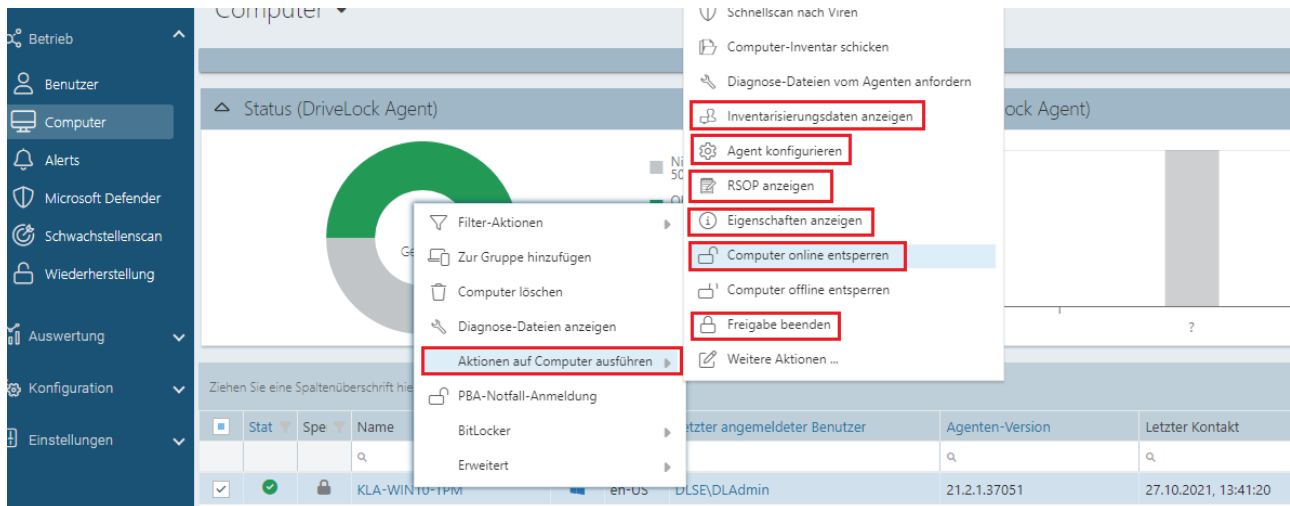 Computer
Betrieb
Benutzer
Computer
Alerts
Microsoft Defender
Schwachstellenscan
Wiederherstellung
Auswertung
Konfiguration
Einstellungen
Status (DriveLock Agent)
ock Agent)
50
?
Filter-Aktionen
Zur Gruppe hinzufügen
Computer löschen
Diagnose-Dateien anzeigen
Aktionen auf Computer ausführen
PBA-Notfall-Anmeldung
BitLocker
Erweitert
Schnellscan nach Viren
Computer-Inventar schicken
Diagnose-Dateien vom Agenten anfordern
Inventarisierungsdaten anzeigen
Agent konfigurieren
RSOP anzeigen
Eigenschaften anzeigen
Computer online entsperren
Computer offline entsperren
Freigabe beenden
Weitere Aktionen ...
Ziehen Sie eine Spaltenüberschrift hie
Stat Spe Name etzter angemeldeter Benutzer Agenten-Version Letzter Kontakt
KLA-WIN10-TPM en-US DLSE\DLAdmin 21.2.1.37051 27.10.2021, 13:41:20